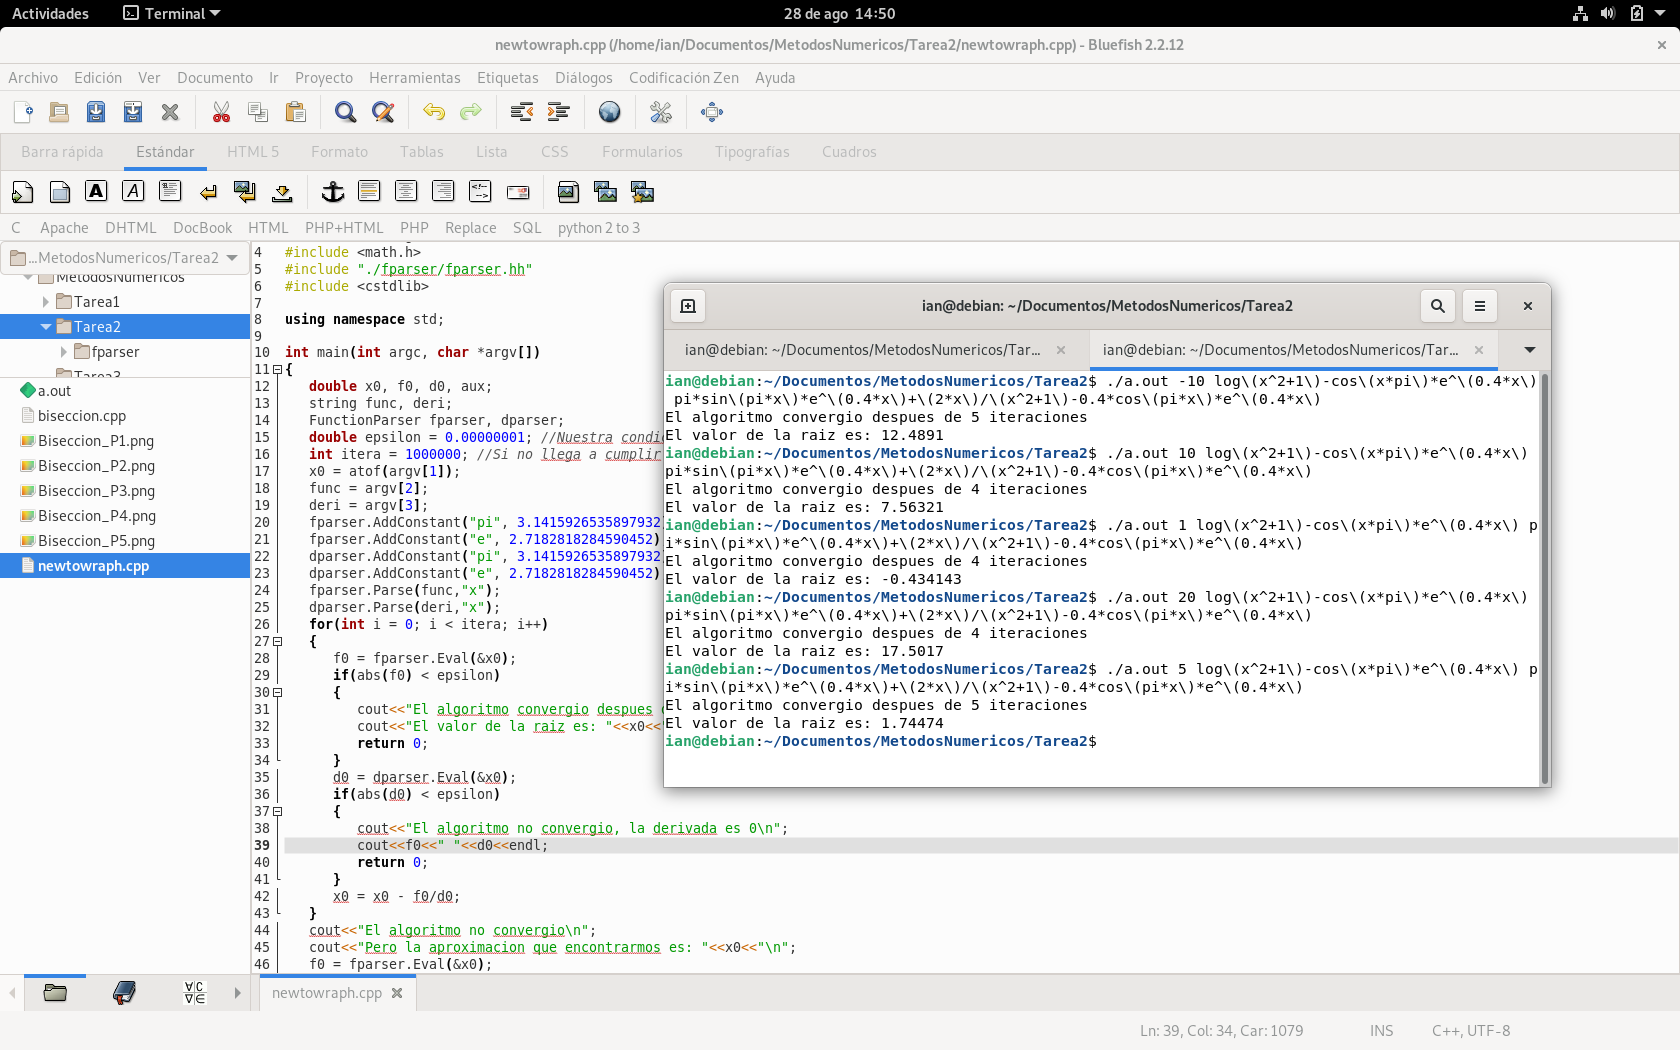 Actividades
Terminal
28 de ago 14:50
newtowraph.cpp (/home/ian/Documentos/MetodosNumericos/Tarea2/newtowraph.cpp) - Bluefish 2.2.12
Archivo Edición Ver Documento Ir Proyecto Herramientas Etiquetas Diálogos Codificación Zen Ayuda
Barra rápida Estándar HTML 5 Formato Tablas Lista CSS Formularios Tipografías Cuadros
C Apache DHTML DocBook HTML PHP+HTML PHP Replace SQL python 2 to 3
...MetodosNumericos/Tarea2
MetodosNumericos
Tarea1
Tarea2
fparser
Tarea3
a.out
biseccion.cpp
Biseccion_P1.png
Biseccion_P2.png
Biseccion_P3.png
Biseccion_P4.png
Biseccion_P5.png
newtowraph.cpp
4 #include <math.h>
5 #include "./fparser/fparser.hh"
6 #include <cstdlib>
7
8 using namespace std;
9
10 int main(int argc, char *argv[])
11 {
12 double x0, f0, d0, aux;
13 string func, deri;
14 FunctionParser fparser, dparser;
15 double epsilon = 0.00000001; //Nuestra condi
16 int itera = 1000000; //Si no llega a cumplir
17 x0 = atof(argv[1]);
18 func = argv[2];
19 deri = argv[3];
20 fparser.AddConstant("pi", 3.1415926535897932
21 fparser.AddConstant("e", 2.7182818284590452)
22 dparser.AddConstant("pi", 3.1415926535897932
23 dparser.AddConstant("e", 2.7182818284590452)
24 fparser.Parse(func,"x");
25 dparser.Parse(deri,"x");
26 for(int i = 0; i < itera; i++)
27 {
28 f0 = fparser.Eval(&x0);
29 if(abs(f0) < epsilon)
30 {
31 cout<<"El algoritmo convergio despues
32 cout<<"El valor de la raiz es: "<<x0<<
33 return 0;
34 }
35 d0 = dparser.Eval(&x0);
36 if(abs(d0) < epsilon)
37 {
38 cout<<"El algoritmo no convergio, la derivada es 0\n";
39 cout<<f0<<" "<<d0<<endl;
40 return 0;
41 }
42 x0 = x0 - f0/d0;
43 }
44 cout<<"El algoritmo no convergio\n";
45 cout<<"Pero la aproximacion que encontrarmos es: "<<x0<<"\n";
46 f0 = fparser.Eval(&x0);
ian@debian: ~/Documentos/MetodosNumericos/Tarea2
ian@debian: ~/Documentos/MetodosNumericos/Tar...
ian@debian: ~/Documentos/MetodosNumericos/Tar...
ian@debian:~/Documentos/MetodosNumericos/Tarea2$ ./a.out -10 log\(x^2+1\)-cos\(x*pi\)*e^\(0.4*x\)
pi*sin\(pi*x\)*e^\(0.4*x\)+\(2*x\)/\(x^2+1\)-0.4*cos\(pi*x\)*e^\(0.4*x\)
El algoritmo convergio despues de 5 iteraciones
El valor de la raiz es: 12.4891
ian@debian:~/Documentos/MetodosNumericos/Tarea2$ ./a.out 10 log\(x^2+1\)-cos\(x*pi\)*e^\(0.4*x\)
pi*sin\(pi*x\)*e^\(0.4*x\)+\(2*x\)/\(x^2+1\)-0.4*cos\(pi*x\)*e^\(0.4*x\)
El algoritmo convergio despues de 4 iteraciones
El valor de la raiz es: 7.56321
ian@debian:~/Documentos/MetodosNumericos/Tarea2$ ./a.out 1 log\(x^2+1\)-cos\(x*pi\)*e^\(0.4*x\) p
i*sin\(pi*x\)*e^\(0.4*x\)+\(2*x\)/\(x^2+1\)-0.4*cos\(pi*x\)*e^\(0.4*x\)
El algoritmo convergio despues de 4 iteraciones
El valor de la raiz es: -0.434143
ian@debian:~/Documentos/MetodosNumericos/Tarea2$ ./a.out 20 log\(x^2+1\)-cos\(x*pi\)*e^\(0.4*x\)
pi*sin\(pi*x\)*e^\(0.4*x\)+\(2*x\)/\(x^2+1\)-0.4*cos\(pi*x\)*e^\(0.4*x\)
El algoritmo convergio despues de 4 iteraciones
El valor de la raiz es: 17.5017
ian@debian:~/Documentos/MetodosNumericos/Tarea2$ ./a.out 5 log\(x^2+1\)-cos\(x*pi\)*e^\(0.4*x\) p
i*sin\(pi*x\)*e^\(0.4*x\)+\(2*x\)/\(x^2+1\)-0.4*cos\(pi*x\)*e^\(0.4*x\)
El algoritmo convergio despues de 5 iteraciones
El valor de la raiz es: 1.74474
ian@debian:~/Documentos/MetodosNumericos/Tarea2$
newtowraph.cpp
Ln: 39, Col: 34, Car: 1079 INS C++, UTF-8